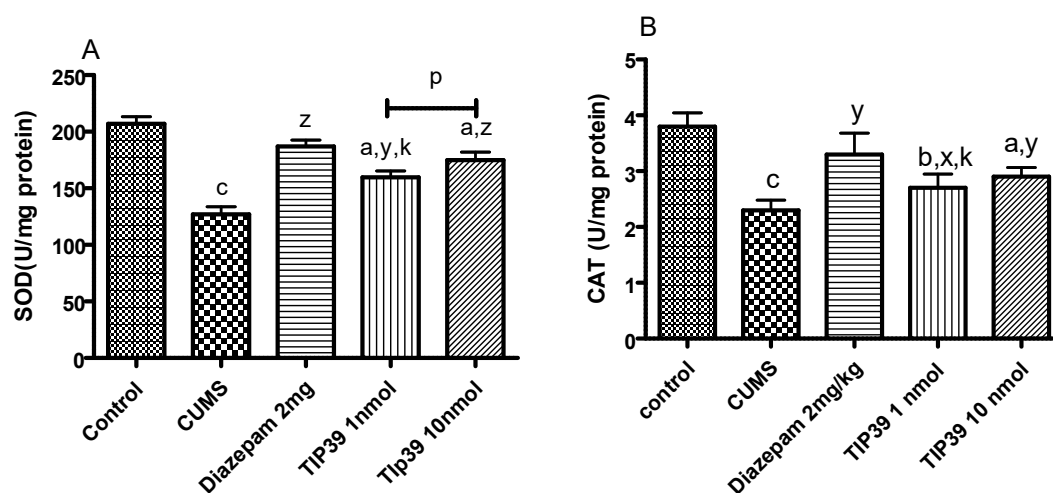 A
SOD(U/mg protein)
250
200
150
100
50
0
c
z
a,y,k
p
a,z
Control
CUMS
Diazepam 2mg
TIP39 1nmol
TIp39 10nmol
B
CAT (U/mg protein)
5
4
3
2
1
0
c
y
b,x,k
a,y
control
CUMS
Diazepam 2mg/kg
TIP39 1 nmol
TIP39 10 nmol